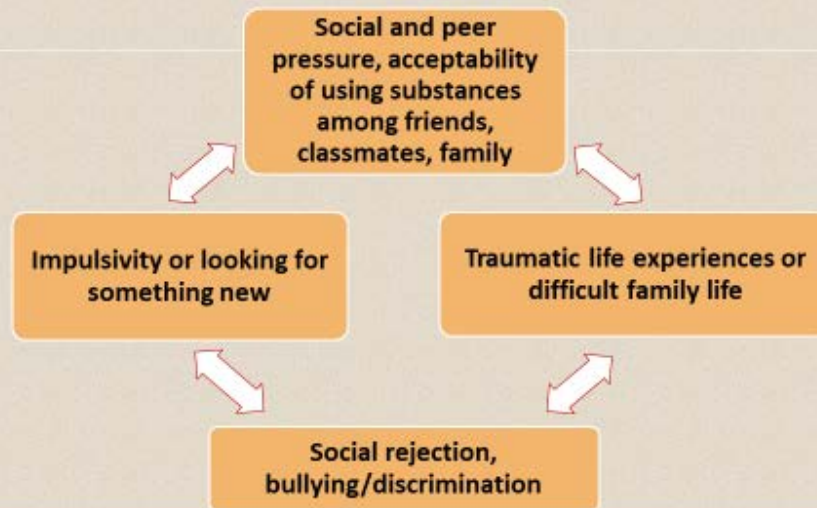 Social and peer
pressure, acceptability
of using substances
among friends,
classmates, family
Impulsivity or looking for
something new
Traumatic life experiences or
difficult family life
Social rejection,
bullying/discrimination